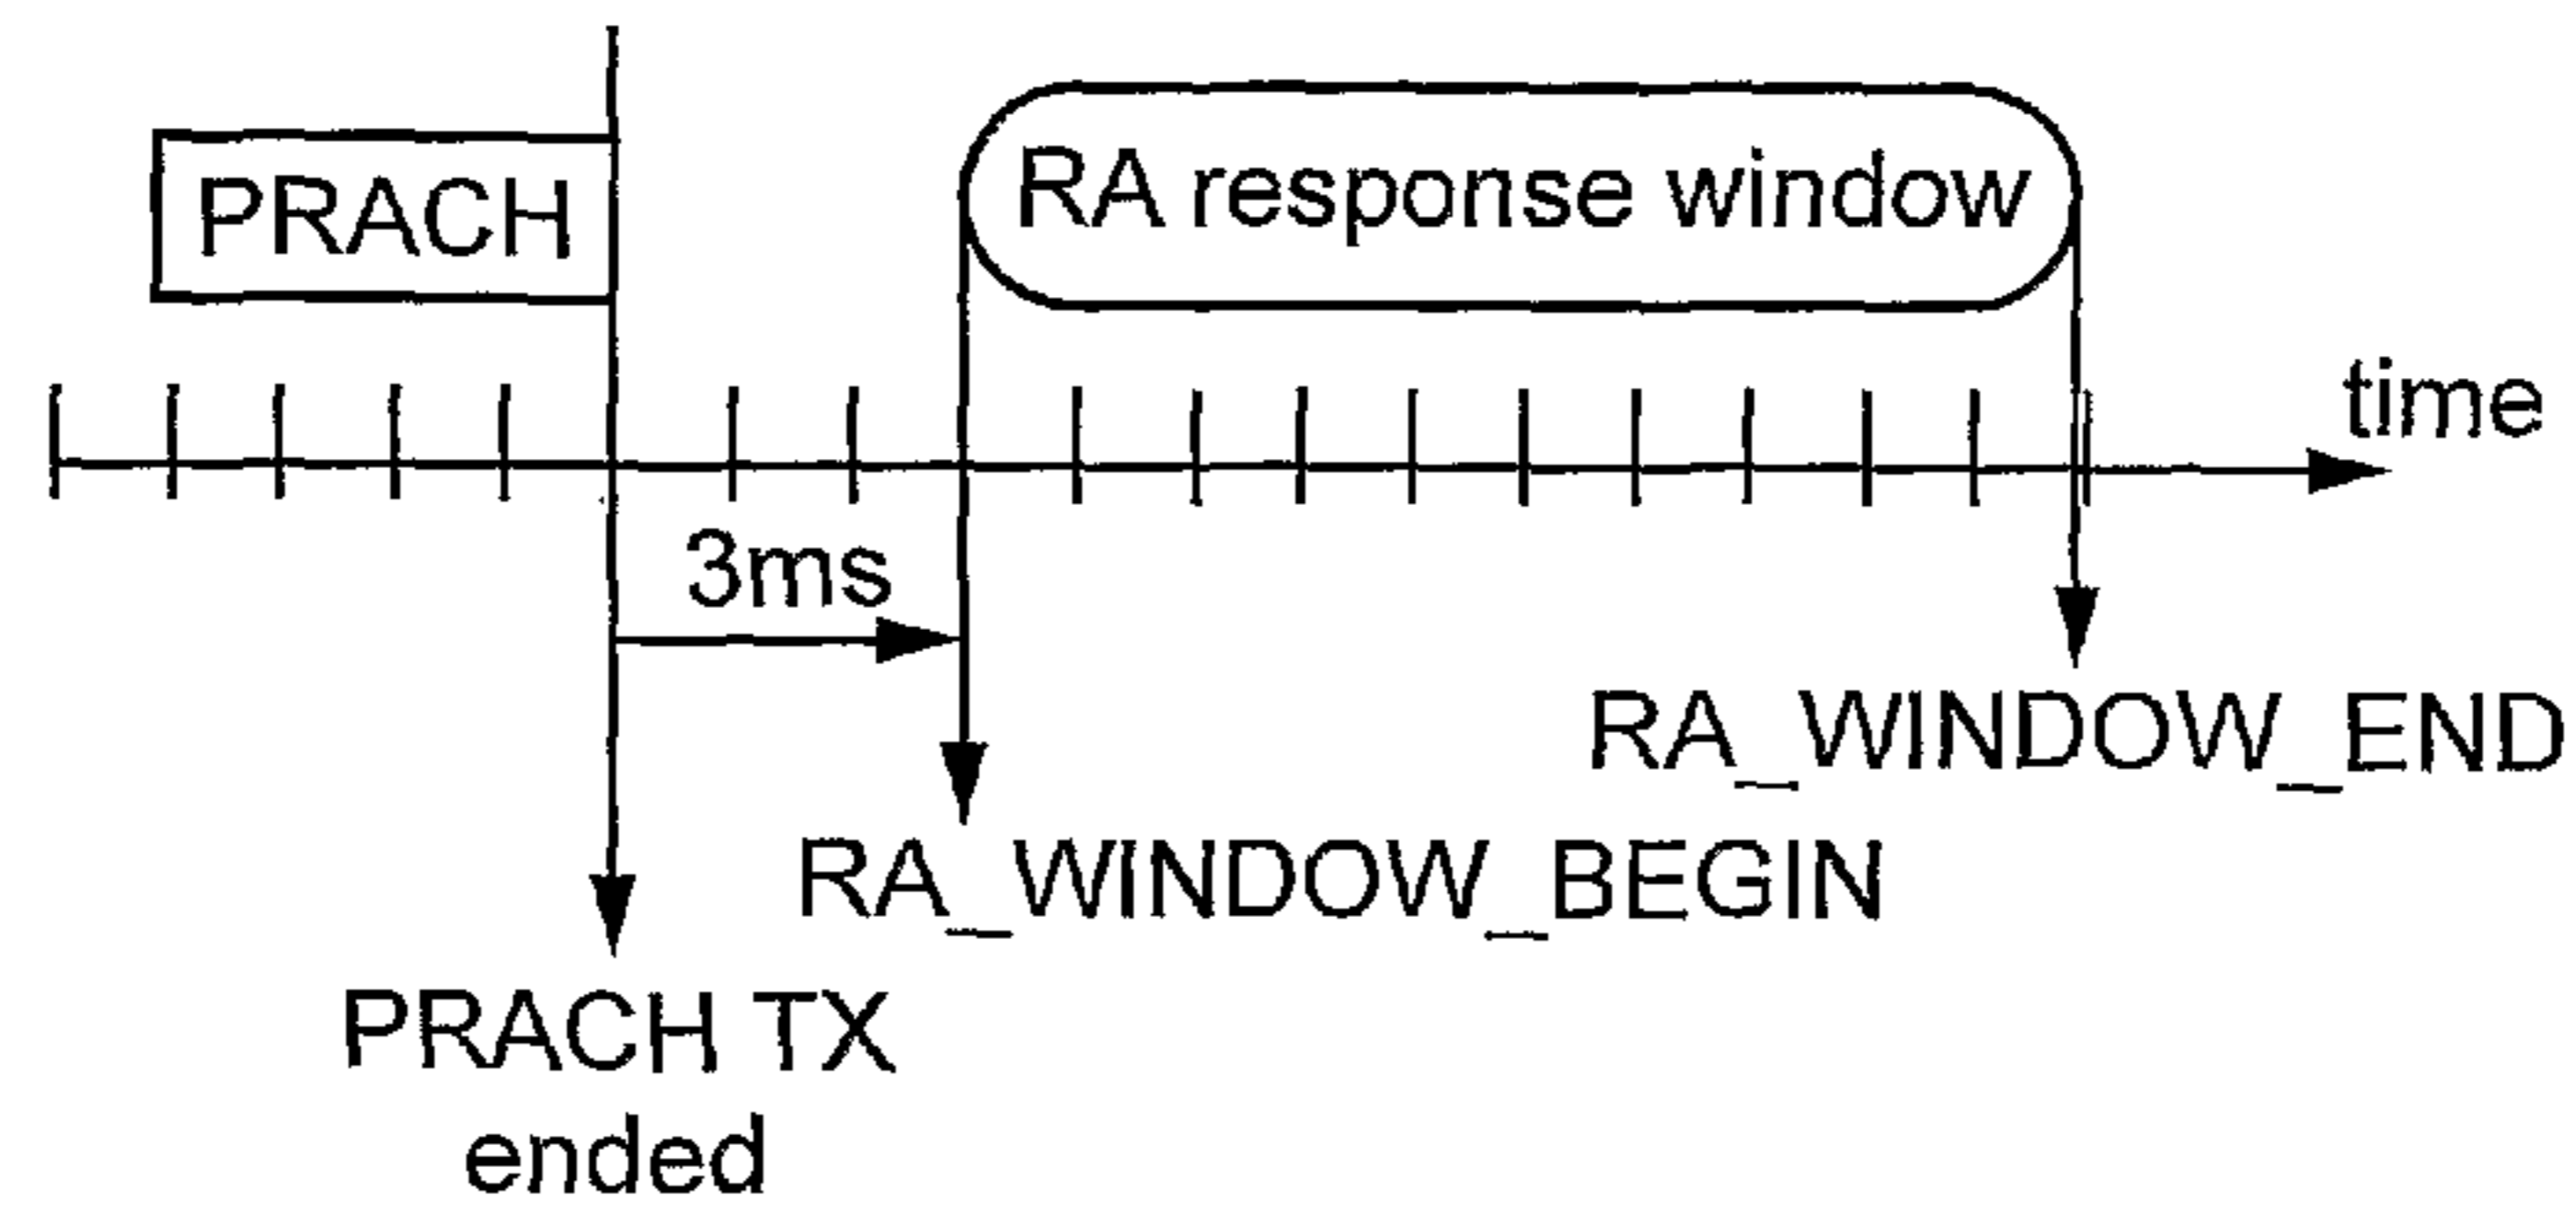 PRACH
RA response window
time
3ms
RA_WINDOW_END
RA_WINDOW_BEGIN
PRACH TX
ended